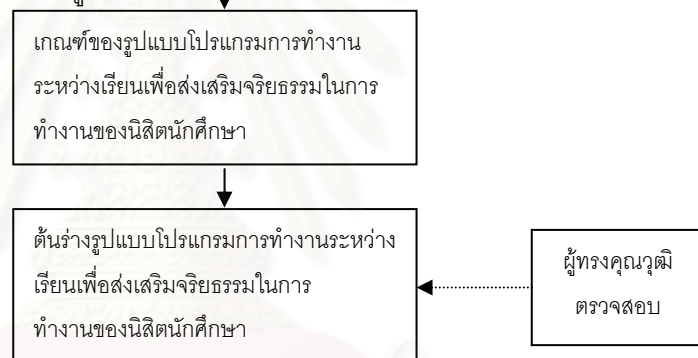 เกณฑ์ของรูปแบบโปรแกรมการทำงาน
ระหว่างเรียนเพื่อส่งเสริมจริยธรรมในการ
ทำงานของนิสิตนักศึกษา
ต้นร่างรูปแบบโปรแกรมการทำงานระหว่าง
เรียนเพื่อส่งเสริมจริยธรรมในการ
ทำงานของนิสิตนักศึกษา
ผู้ทรงคุณวุฒิ
ตรวจสอบ